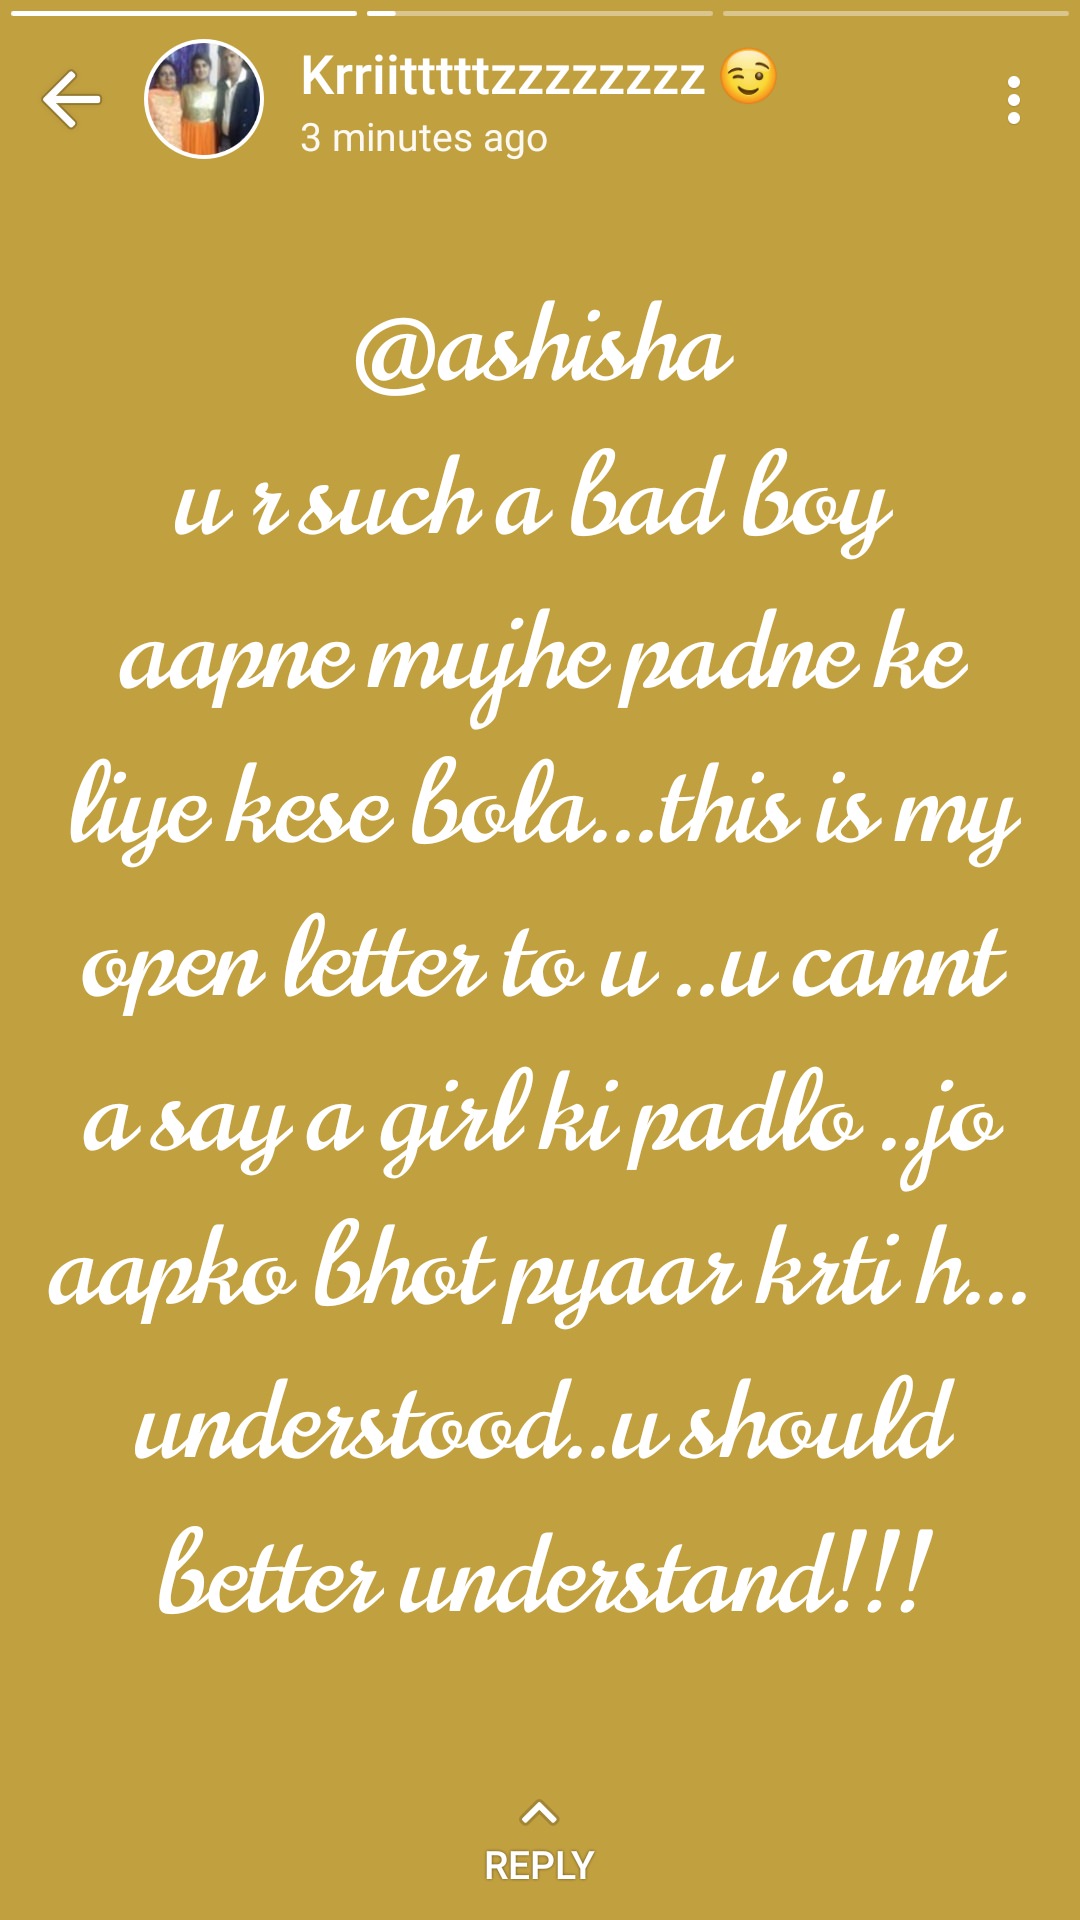 Krriitttttzzzzzzzzz 😉
3 minutes ago
@ashisha
u r such a bad boy
aapne mujhe padne ke
liye kese bola...this is my
open letter to u ..u cannt
a say a girl ki padlo ..jo
aapko bhot pyaar krti h...
understood..u should
better understand!!!
REPLY